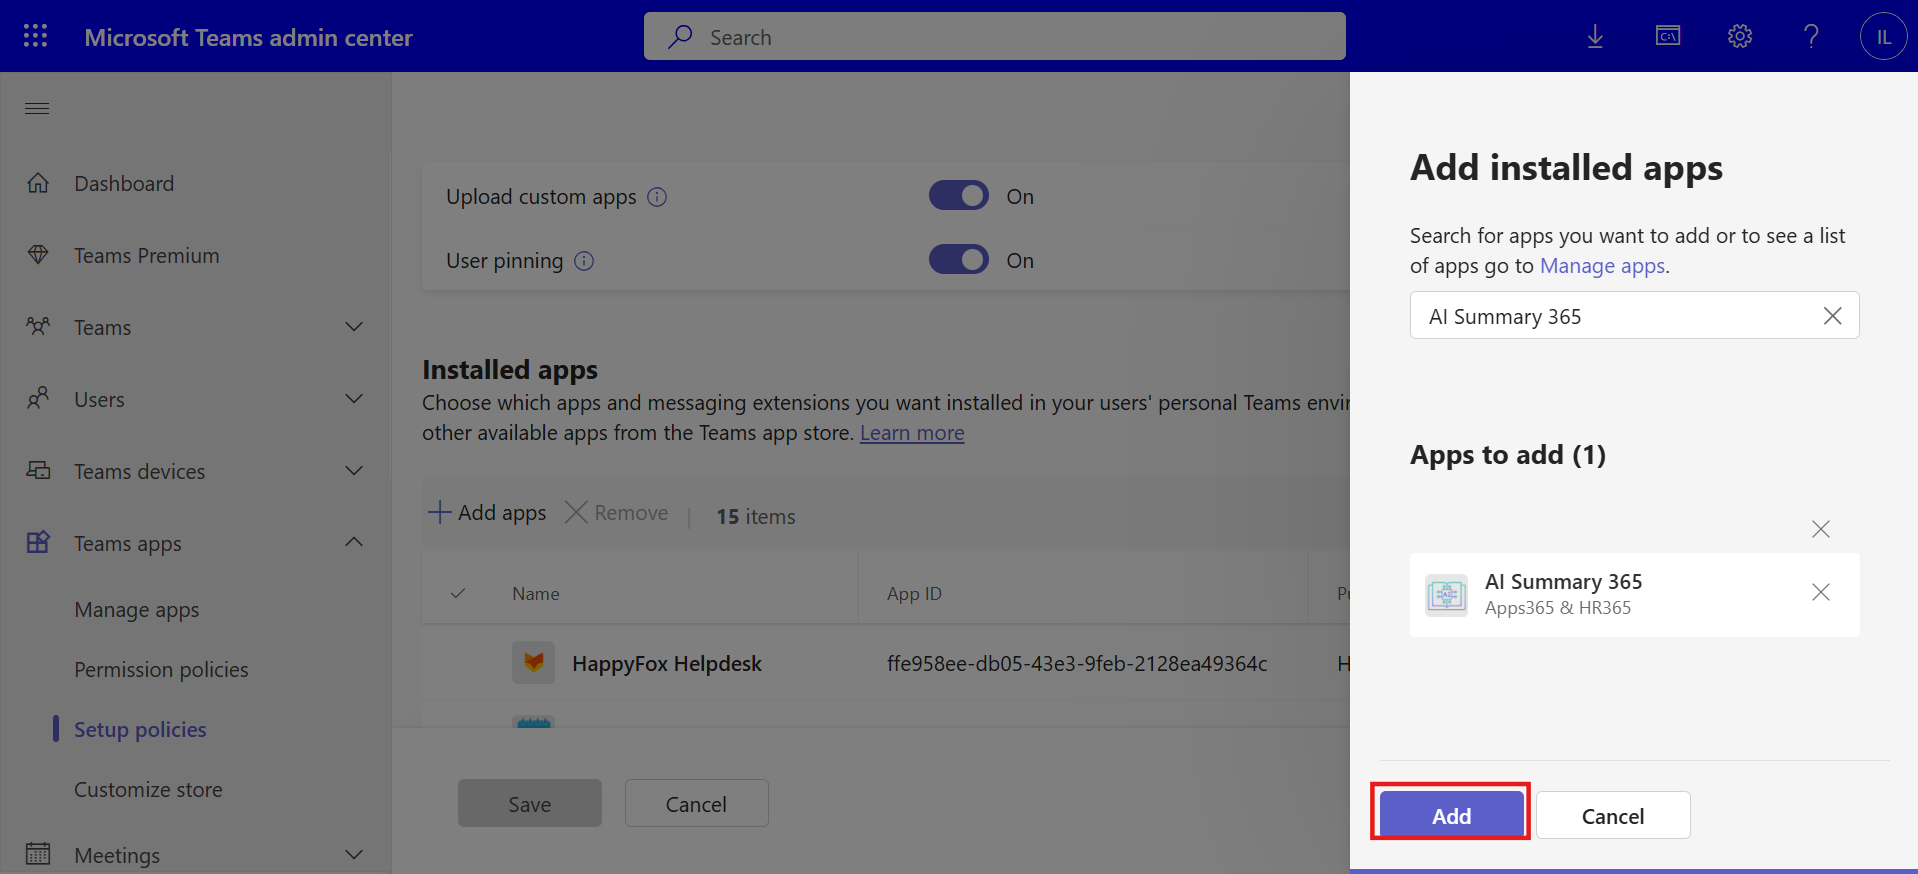 Microsoft Teams admin center
Search
C:\
IL
Dashboard
Teams Premium
Teams
Users
Teams devices
Teams apps
Manage apps
Permission policies
Setup policies
Customize store
Meetings
Upload custom apps
On
User pinning
On
Installed apps
Choose which apps and messaging extensions you want installed in your users' personal Teams envir
other available apps from the Teams app store. Learn more
Add apps
Remove
15 items
Name
App ID
Pu
HappyFox Helpdesk
ffe958ee-db05-43e3-9feb-2128ea49364c
H
Save
Cancel
Add installed apps
Search for apps you want to add or to see a list
of apps go to Manage apps.
AI Summary 365
Apps to add (1)
AI
AI Summary 365
Apps365 & HR365
Add
Cancel